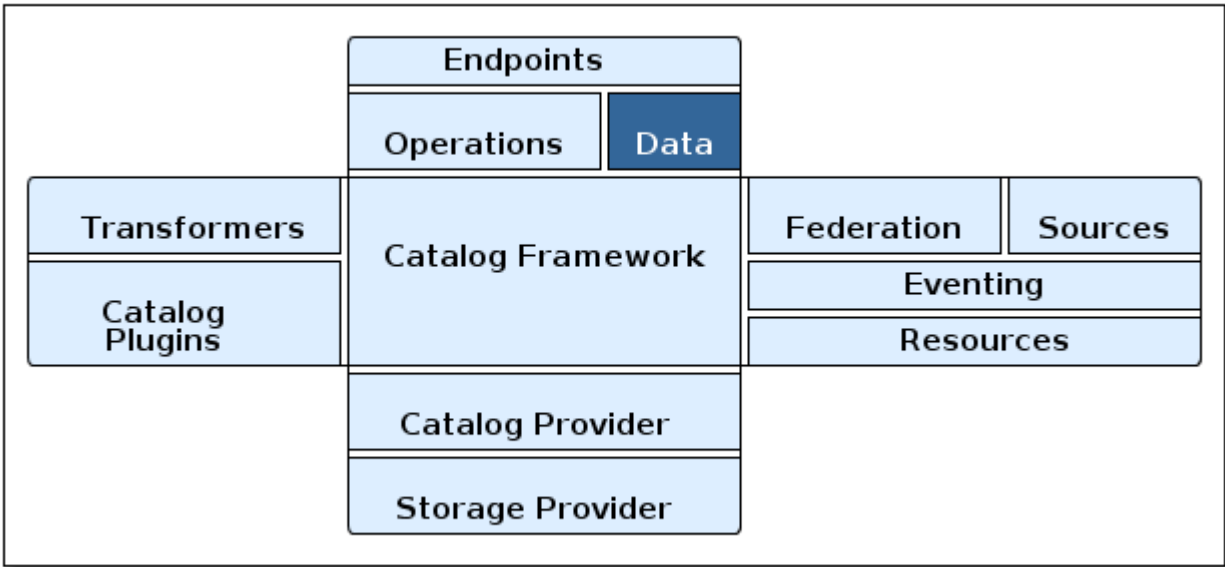 Endpoints
Operations
Data
Transformers
Catalog Framework
Federation
Sources
Eventing
Catalog
Plugins
Resources
Catalog Provider
Storage Provider